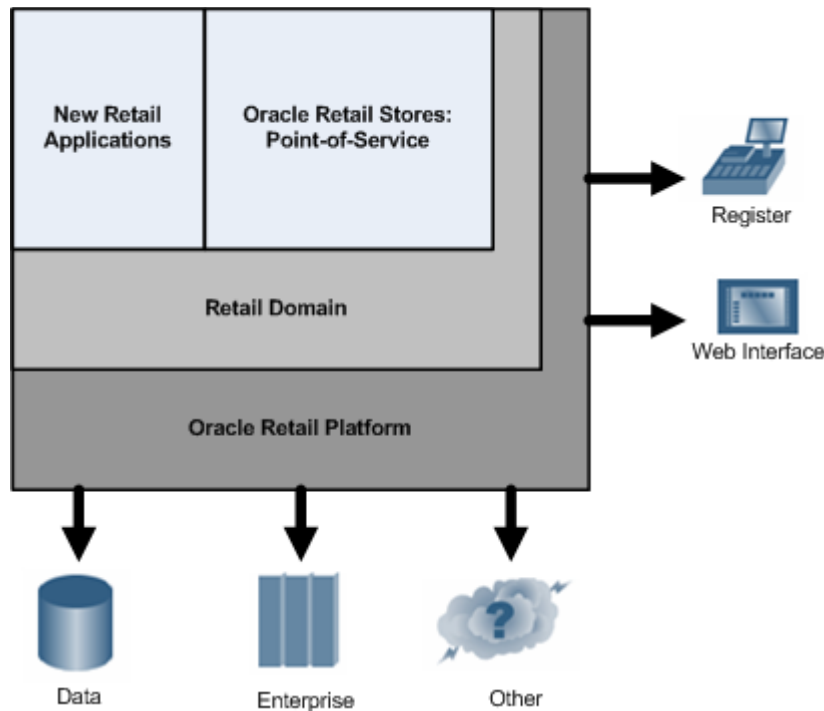 New Retail
Applications
Oracle Retail Stores:
Point-of-Service
Register
Retail Domain
Web Interface
Oracle Retail Platform
?
Data
Enterprise
Other